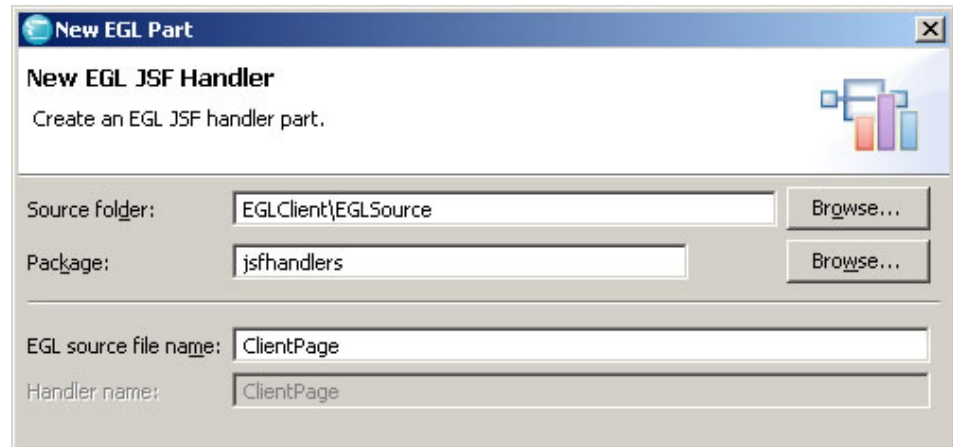 New EGL Part
New EGL JSF Handler
Create an EGL JSF handler part.
Source folder: EGLClient\EGLSource Browse...
Package: jsfhandlers Browse...
EGL source file name: ClientPage
Handler name: ClientPage